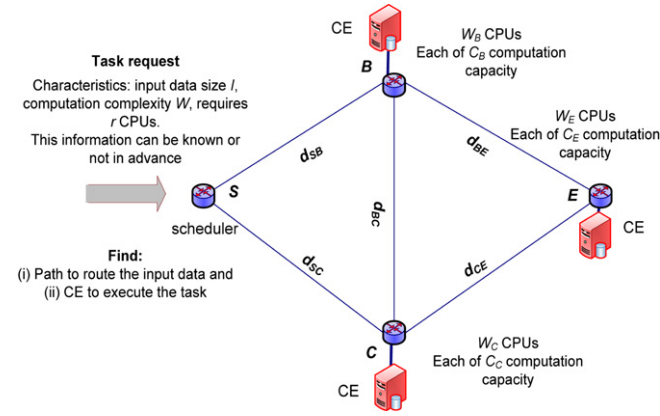 CE
W_B CPUs
Each of C_B computation
capacity
Task request
Characteristics: input data size I,
computation complexity W, requires
r CPUs.
This information can be known or
not in advance
B
W_E CPUs
Each of C_E computation
capacity
d_SB
d_BE
S
scheduler
d_BC
E
CE
Find:
(i) Path to route the input data and
(ii) CE to execute the task
d_SC
d_CE
C
CE
W_C CPUs
Each of C_C computation
capacity